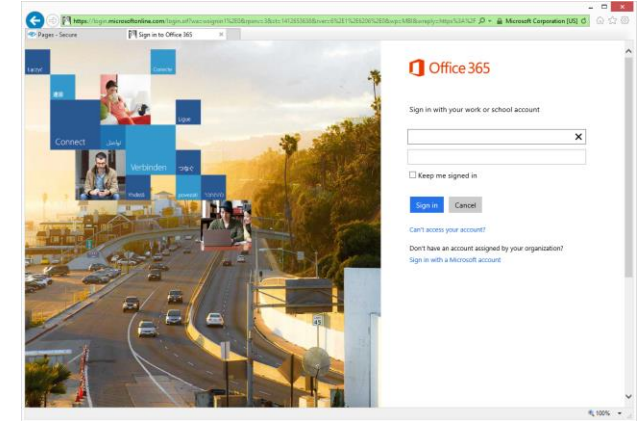 Microsoft Corporation [US]
Pages - Secure
Sign in to Office 365
Office 365
Sign in with your work or school account
Keep me signed in
Sign in
Cancel
Can't access your account?
Don't have an account assigned by your organization?
Sign in with a Microsoft account
Connect
Verbinden
ligue
45
100%